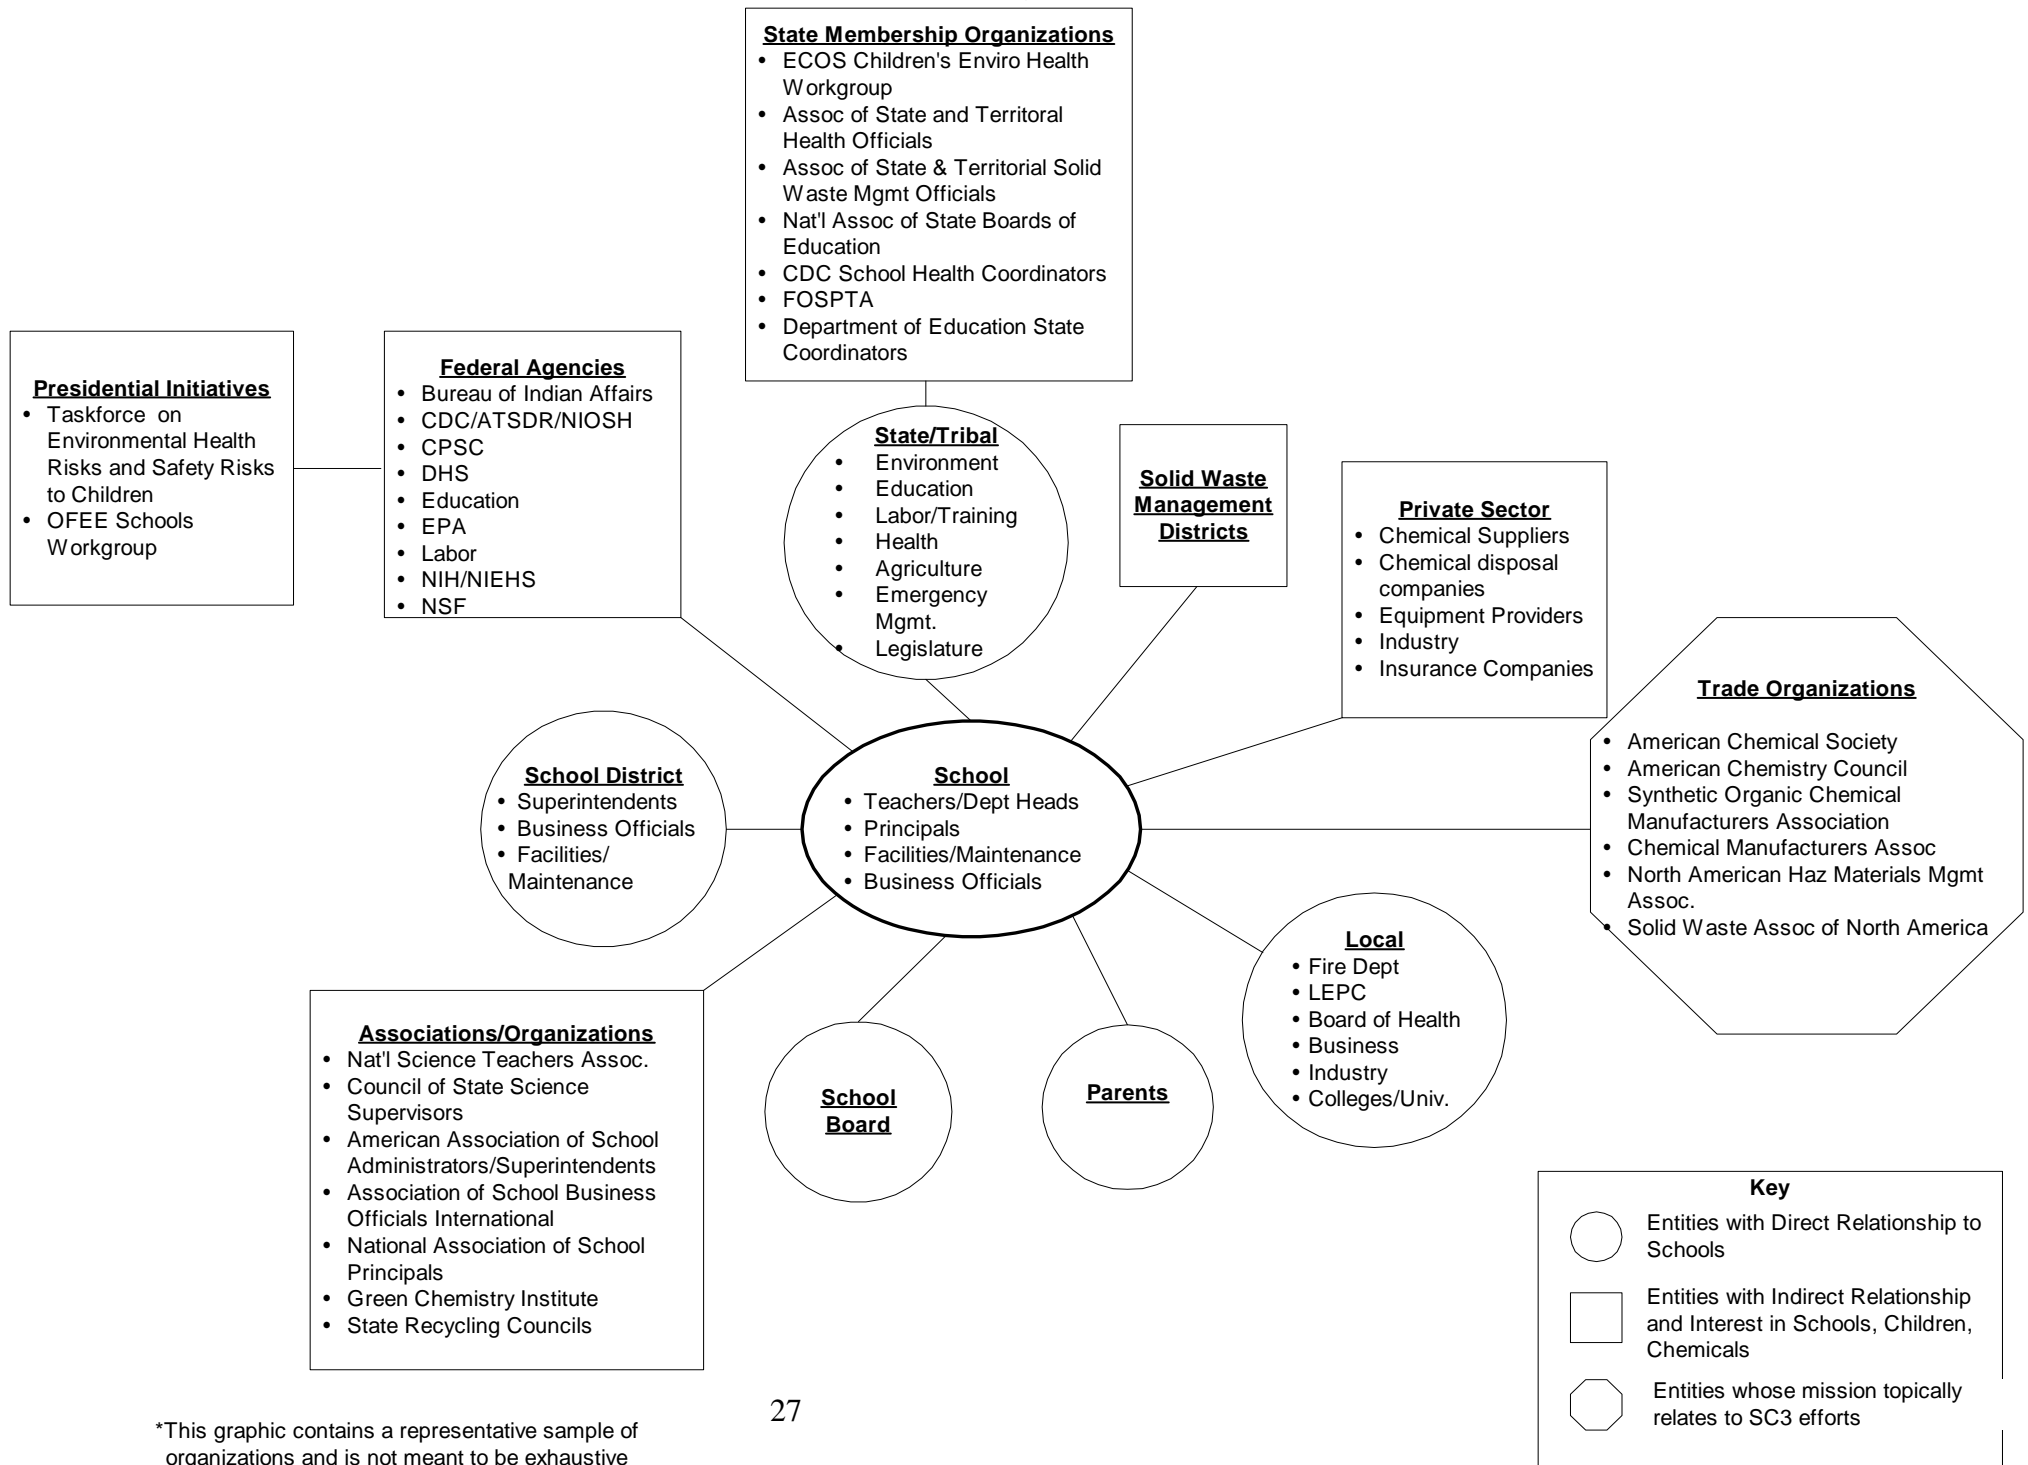 State Membership Organizations
• ECOS Children's Enviro Health
Workgroup
• Assoc of State and Territoral
Health Officials
• Assoc of State & Territorial Solid
Waste Mgmt Officials
• Nat'l Assoc of State Boards of
Education
• CDC School Health Coordinators
• FOSPTA
• Department of Education State
Coordinators
Presidential Initiatives
• Taskforce on
Environmental Health
Risks and Safety Risks
to Children
• OFEE Schools
Workgroup
Federal Agencies
• Bureau of Indian Affairs
• CDC/ATSDR/NIOSH
• CPSC
• DHS
• Education
• EPA
• Labor
• NIH/NIEHS
• NSF
State/Tribal
• Environment
• Education
• Labor/Training
• Health
• Agriculture
• Emergency
Mgmt.
• Legislature
Solid Waste
Management
Districts
Private Sector
• Chemical Suppliers
• Chemical disposal
companies
• Equipment Providers
• Industry
• Insurance Companies
Trade Organizations
• American Chemical Society
• American Chemistry Council
• Synthetic Organic Chemical
Manufacturers Association
• Chemical Manufacturers Assoc
• North American Haz Materials Mgmt
Assoc.
• Solid Waste Assoc of North America
School District
• Superintendents
• Business Officials
• Facilities/
Maintenance
School
• Teachers/Dept Heads
• Principals
• Facilities/Maintenance
• Business Officials
Local
• Fire Dept
• LEPC
• Board of Health
• Business
• Industry
• Colleges/Univ.
Associations/Organizations
• Nat'l Science Teachers Assoc.
• Council of State Science
Supervisors
• American Association of School
Administrators/Superintendents
• Association of School Business
Officials International
• National Association of School
Principals
• Green Chemistry Institute
• State Recycling Councils
School
Board
Parents
Key
Entities with Direct Relationship to
Schools
Entities with Indirect Relationship
and Interest in Schools, Children,
Chemicals
Entities whose mission topically
relates to SC3 efforts
27
*This graphic contains a representative sample of
organizations and is not meant to be exhaustive